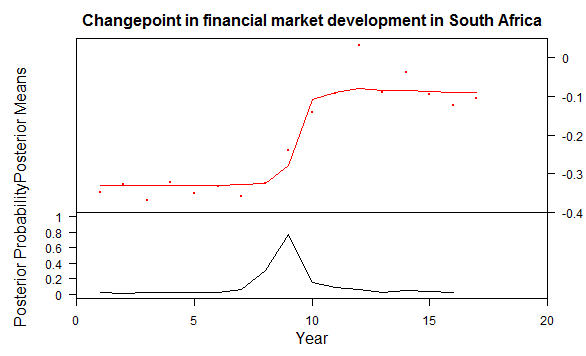 Changepoint in financial market development in South Africa
Posterior Means
0
-0.1
-0.2
-0.3
-0.4
Posterior Probability
1
0.8
0.6
0.4
0.2
0
0 5 10 15 20
Year